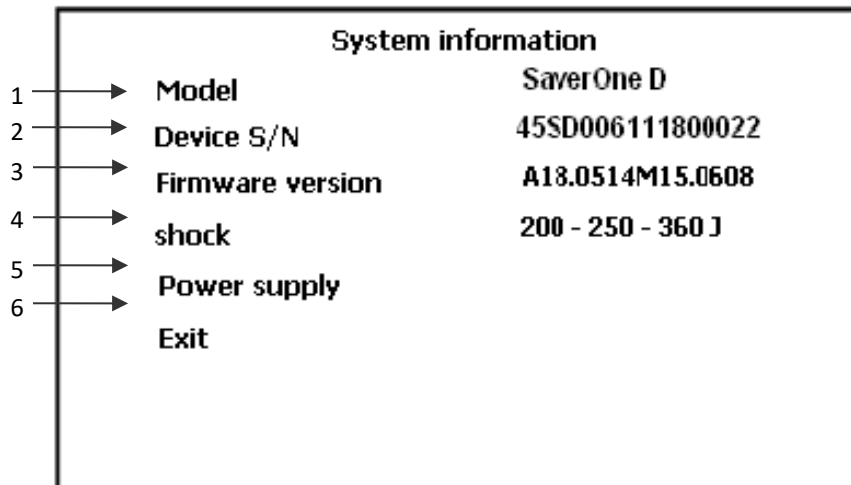 System information
1 Model SaverOne D
2 Device S/N 45SD006111800022
3 Firmware version A18.0514M15.0608
4 shock 200 - 250 - 360 J
5 Power supply
6 Exit